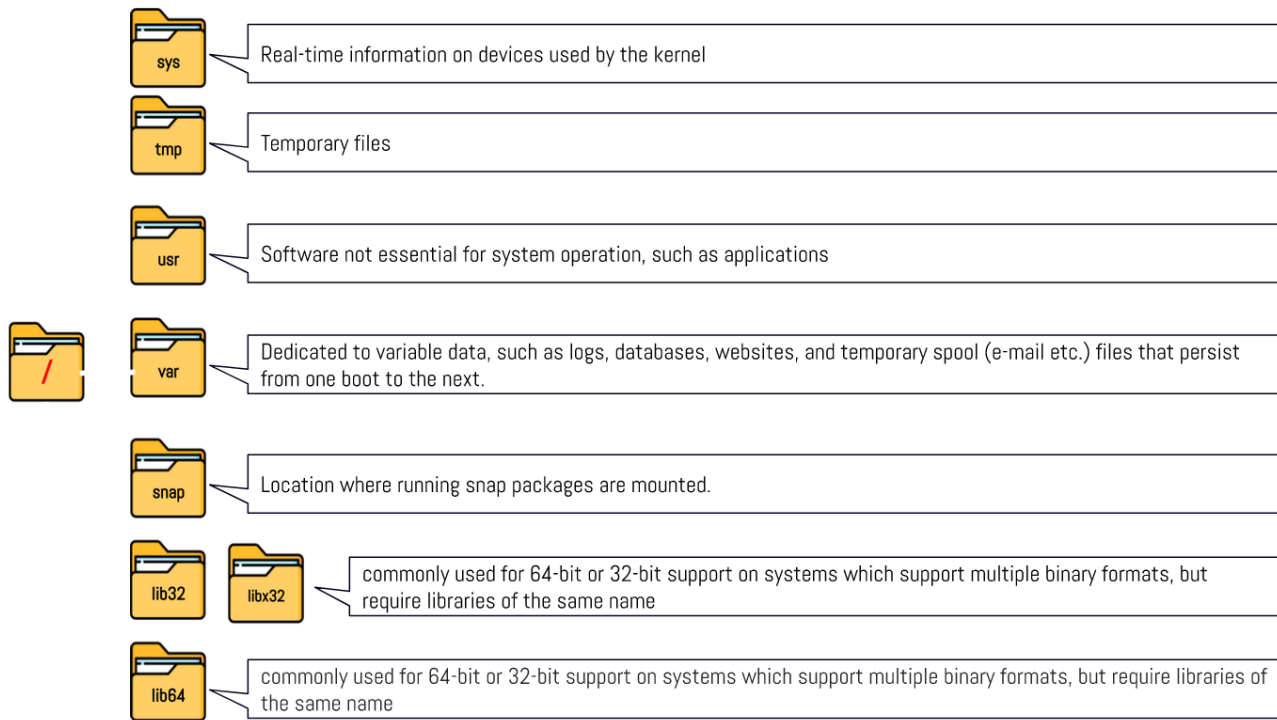 sys
Real-time information on devices used by the kernel
tmp
Temporary files
usr
Software not essential for system operation, such as applications
/
var
Dedicated to variable data, such as logs, databases, websites, and temporary spool (e-mail etc.) files that persist
from one boot to the next.
snap
Location where running snap packages are mounted.
lib32
libx32
commonly used for 64-bit or 32-bit support on systems which support multiple binary formats, but
require libraries of the same name
lib64
commonly used for 64-bit or 32-bit support on systems which support multiple binary formats, but require libraries of
the same name